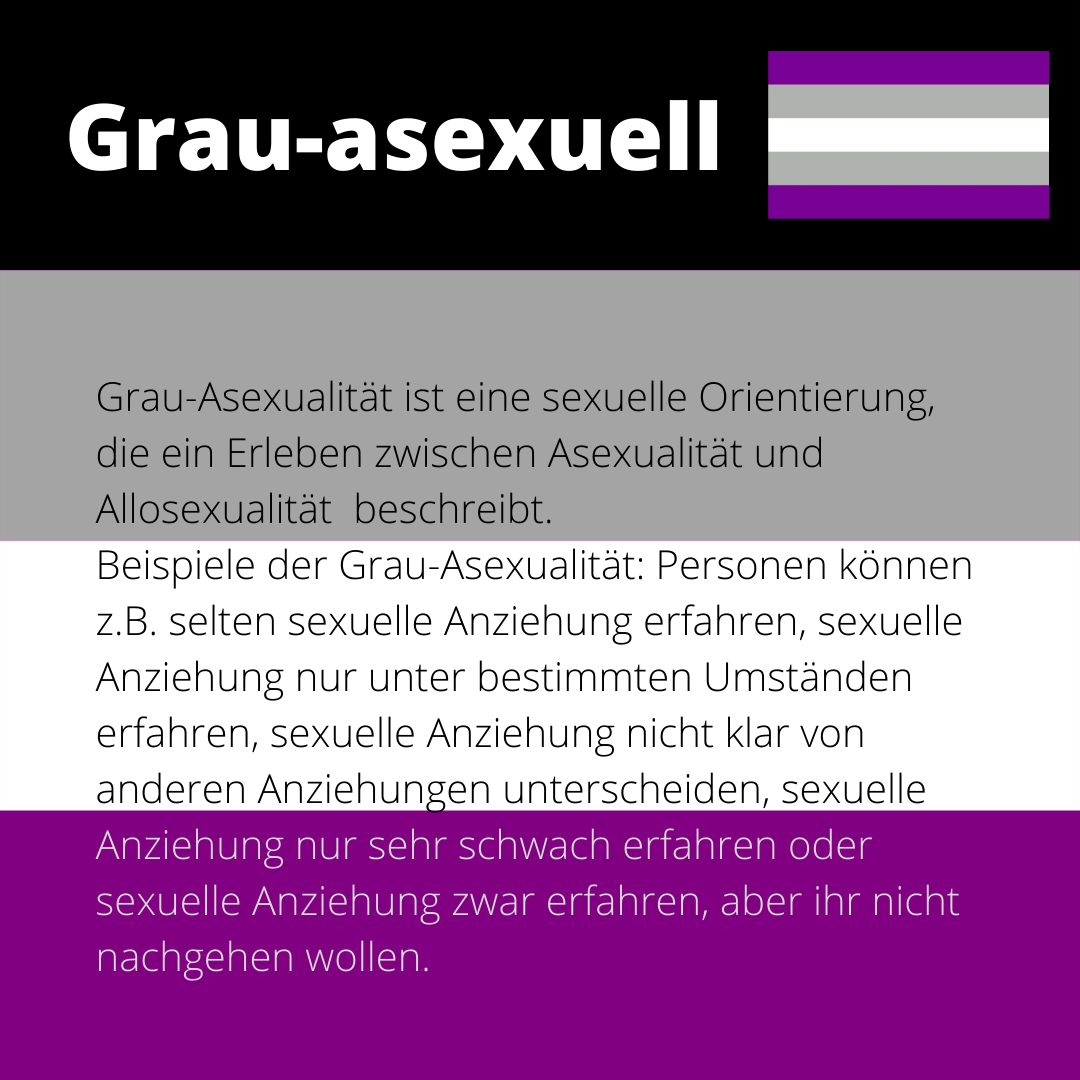 Grau-asexuell
Grau-Asexualität ist eine sexuelle Orientierung,
die ein Erleben zwischen Asexualität und
Allosexualität  beschreibt.
Beispiele der Grau-Asexualität: Personen können
z.B. selten sexuelle Anziehung erfahren, sexuelle
Anziehung nur unter bestimmten Umständen
erfahren, sexuelle Anziehung nicht klar von
anderen Anziehungen unterscheiden, sexuelle
Anziehung nur sehr schwach erfahren oder
sexuelle Anziehung zwar erfahren, aber ihr nicht
nachgehen wollen.